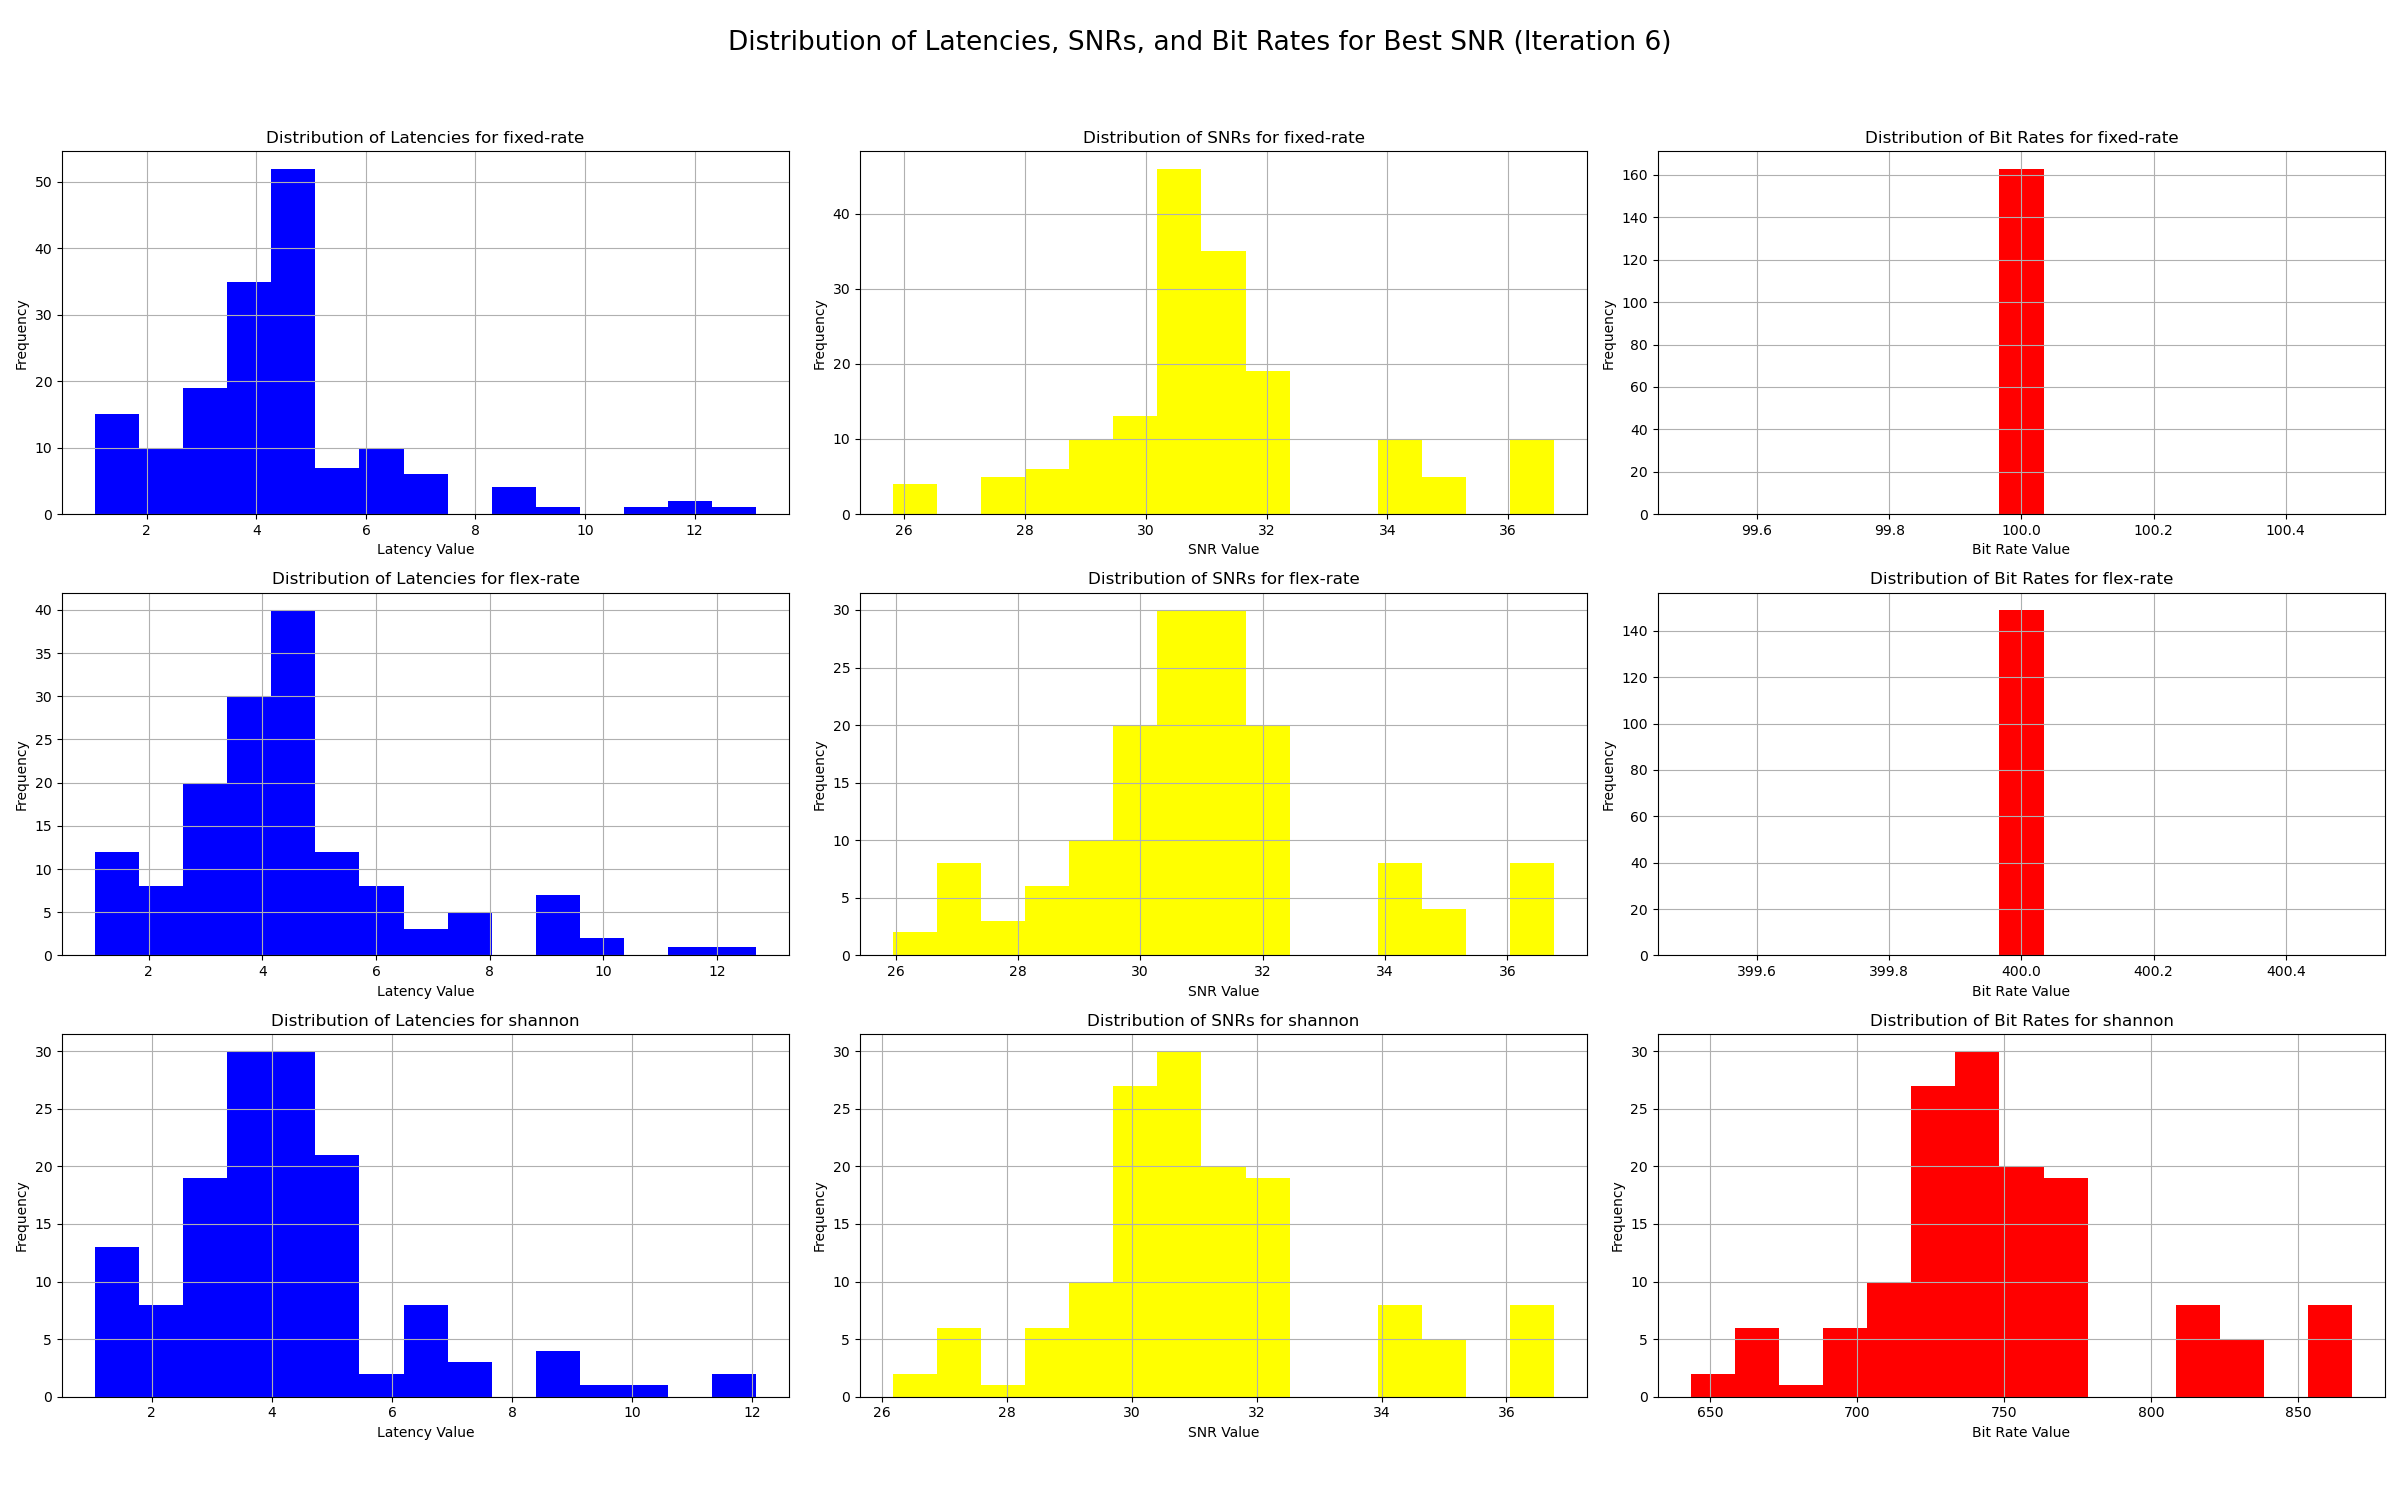 Distribution of Latencies, SNRs, and Bit Rates for Best SNR (Iteration 6)
Distribution of Latencies for fixed-rate
Frequency
50
40
30
20
10
0
2 4 6 8 10 12
Latency Value
Distribution of SNRs for fixed-rate
Frequency
40
30
20
10
0
26 28 30 32 34 36
SNR Value
Distribution of Bit Rates for fixed-rate
Frequency
160
140
120
100
80
60
40
20
0
99.6 99.8 100.0 100.2 100.4
Bit Rate Value
Distribution of Latencies for flex-rate
Frequency
40
35
30
25
20
15
10
5
0
2 4 6 8 10 12
Latency Value
Distribution of SNRs for flex-rate
Frequency
30
25
20
15
10
5
0
26 28 30 32 34 36
SNR Value
Distribution of Bit Rates for flex-rate
Frequency
140
120
100
80
60
40
20
0
399.6 399.8 400.0 400.2 400.4
Bit Rate Value
Distribution of Latencies for shannon
Frequency
30
25
20
15
10
5
0
2 4 6 8 10 12
Latency Value
Distribution of SNRs for shannon
Frequency
30
25
20
15
10
5
0
26 28 30 32 34 36
SNR Value
Distribution of Bit Rates for shannon
Frequency
30
25
20
15
10
5
0
650 700 750 800 850
Bit Rate Value